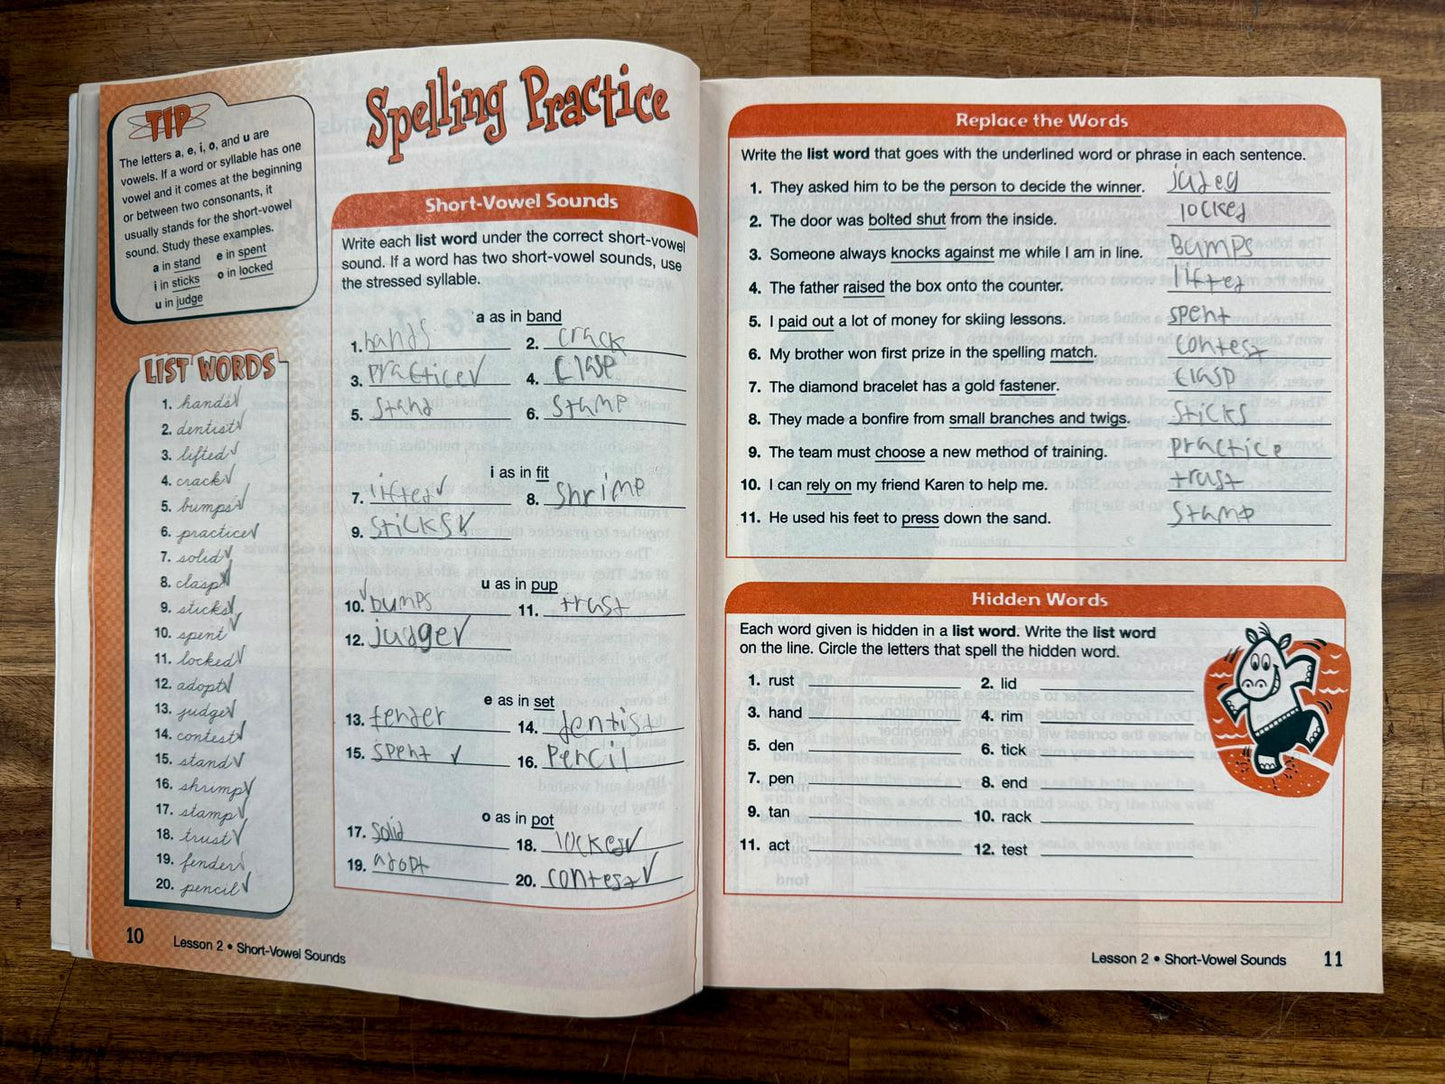 Spelling Practice
TIP
The letters a, e, i, o, and u are
vowels. If a word or syllable has one
vowel and it comes at the beginning
or between two consonants, it
usually stands for the short-vowel
sound. Study these examples.
a in stand e in spent
i in sticks o in locked
u in judge
LIST WORDS
1. hands
2. dentist
3. lifted
4. crack
5. bumps
6. practice
7. solid
8. clasp
9. sticks
10. spent
11. locked
12. adopt
13. judge
14. contest
15. stand
16. shrimp
17. stamp
18. trust
19. fender
20. pencil
10 Lesson 2 • Short-Vowel Sounds
Short-Vowel Sounds
Write each list word under the correct short-vowel
sound. If a word has two short-vowel sounds, use
the stressed syllable.
a as in band
1. hands 2. crack
3. practice 4. clasp
5. stand 6. stamp
i as in fit
7. lifted 8. shrimp
9. sticks
u as in pup
10. bumps 11. trust
12. judge
e as in set
13. fender 14. dentist
15. spent 16. pencil
o as in pot
17. solid 18. locked
19. adopt 20. contest
Replace the Words
Write the list word that goes with the underlined word or phrase in each sentence.
1. They asked him to be the person to decide the winner.
2. The door was bolted shut from the inside. locked
3. Someone always knocks against me while I am in line. Bumps
4. The father raised the box onto the counter. lifted
5. I paid out a lot of money for skiing lessons. spent
6. My brother won first prize in the spelling match. contest
7. The diamond bracelet has a gold fastener. clasp
8. They made a bonfire from small branches and twigs. sticks
9. The team must choose a new method of training. practice
10. I can rely on my friend Karen to help me. trust
11. He used his feet to press down the sand. stamp
Hidden Words
Each word given is hidden in a list word. Write the list word
on the line. Circle the letters that spell the hidden word.
1. rust 2. lid
3. hand 4. rim
5. den 6. tick
7. pen 8. end
9. tan 10. rack
11. act 12. test
Lesson 2 • Short-Vowel Sounds 11